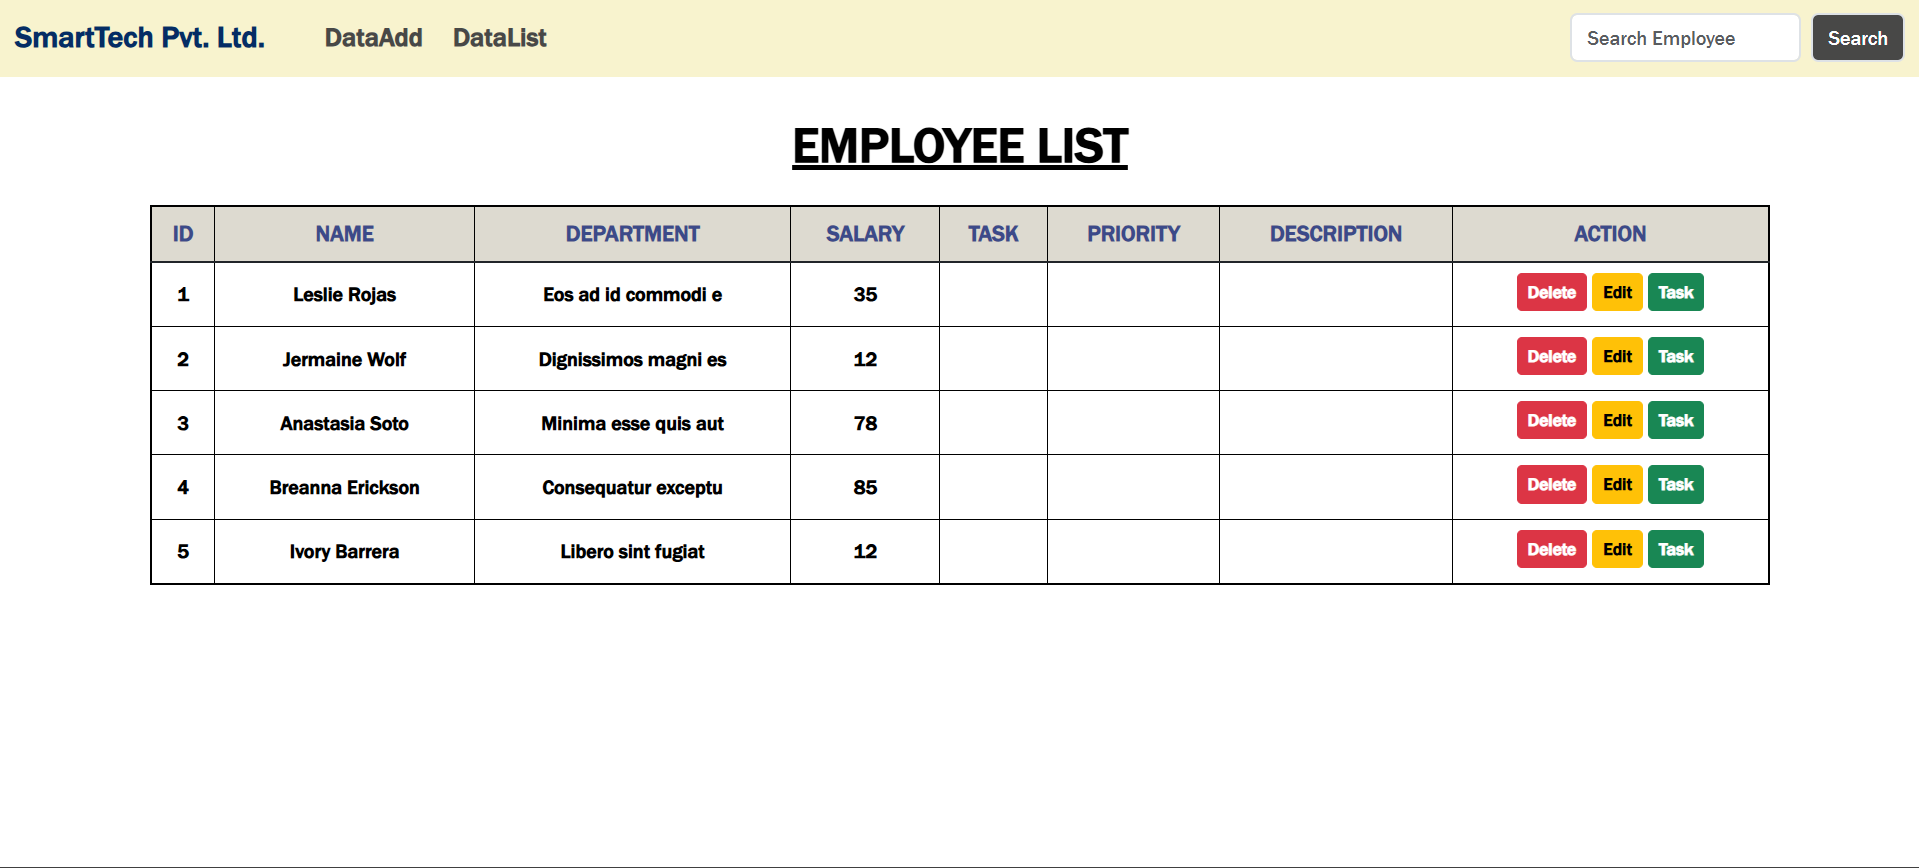 SmartTech Pvt. Ltd. DataAdd DataList Search Employee Search
EMPLOYEE LIST
ID NAME DEPARTMENT SALARY TASK PRIORITY DESCRIPTION ACTION
1 Leslie Rojas Eos ad id commodi e 35 Delete Edit Task
2 Jermaine Wolf Dignissimos magni es 12 Delete Edit Task
3 Anastasia Soto Minima esse quis aut 78 Delete Edit Task
4 Breanna Erickson Consequatur exceptu 85 Delete Edit Task
5 Ivory Barrera Libero sint fugiat 12 Delete Edit Task